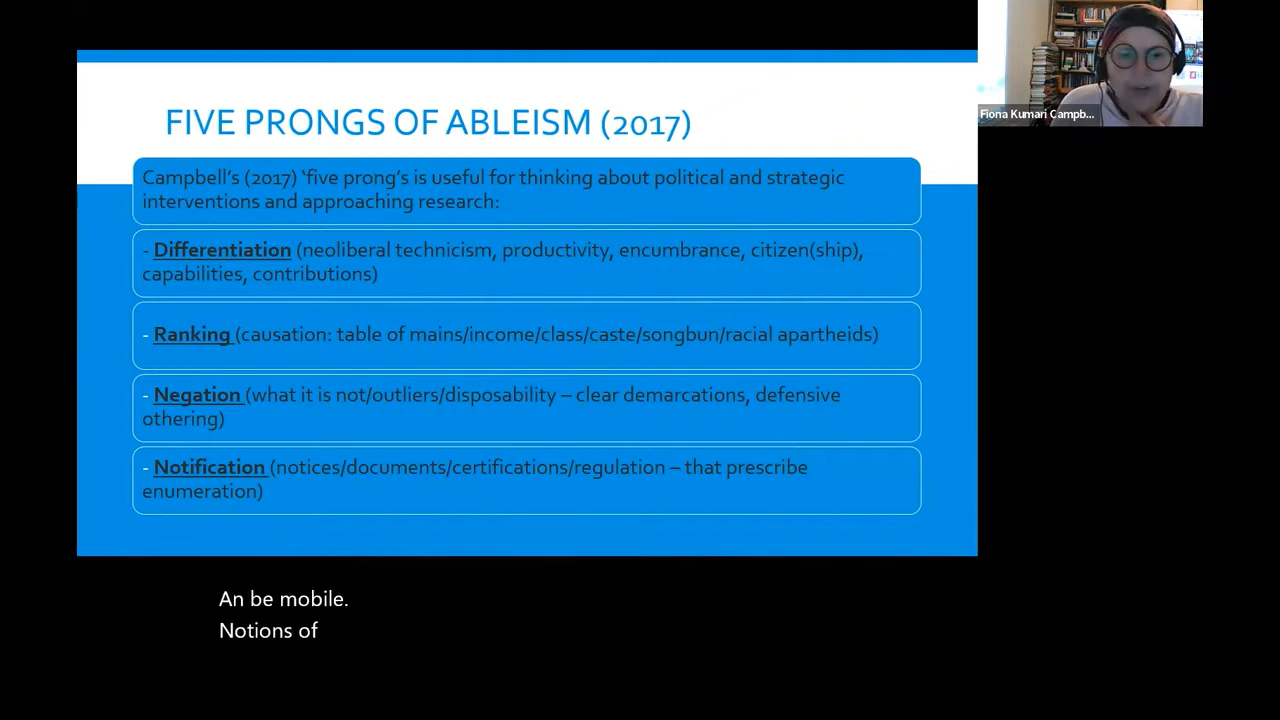 FIVE PRONGS OF ABLEISM (2017)
Campbell's (2017) 'five prong's is useful for thinking about political and strategic
interventions and approaching research:
- Differentiation (neoliberal technicism, productivity, encumbrance, citizen(ship),
capabilities, contributions)
- Ranking (causation: table of mains/income/class/caste/songbun/racial apartheids)
- Negation (what it is not/outliers/disposability – clear demarcations, defensive
othering)
- Notification (notices/documents/certifications/regulation – that prescribe
enumeration)
Fiona Kumari Campb...
An be mobile.
Notions of